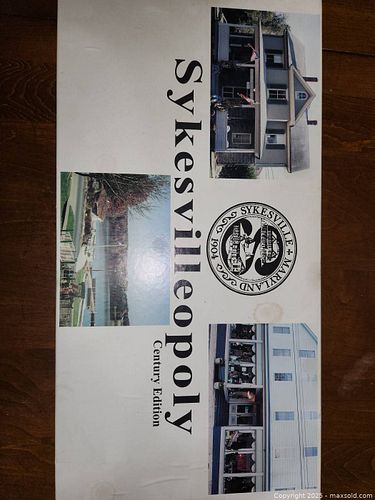 Sykesvilleopoly
Century Edition
SYKESVILLE + MARYLAND
1904
Copyright 2025 - maxsold.com